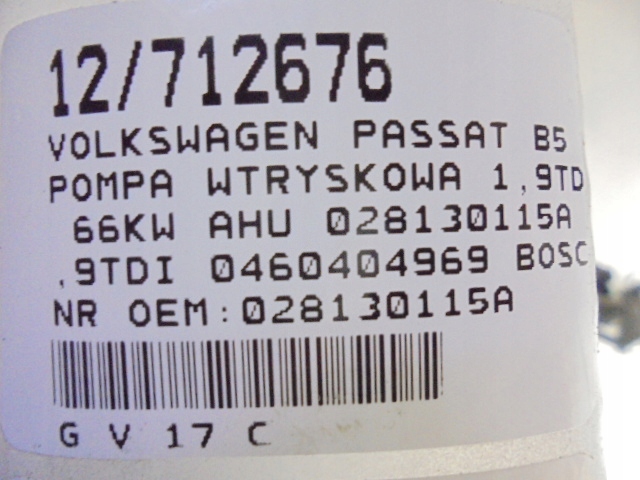 12/712676
VOLKSWAGEN PASSAT B5
POMPA WTRYSKOWA 1,9TD
66KW AHU 028130115A
.9TDI 0460404969 BOSC
NR OEM:028130115A
G V 17 C